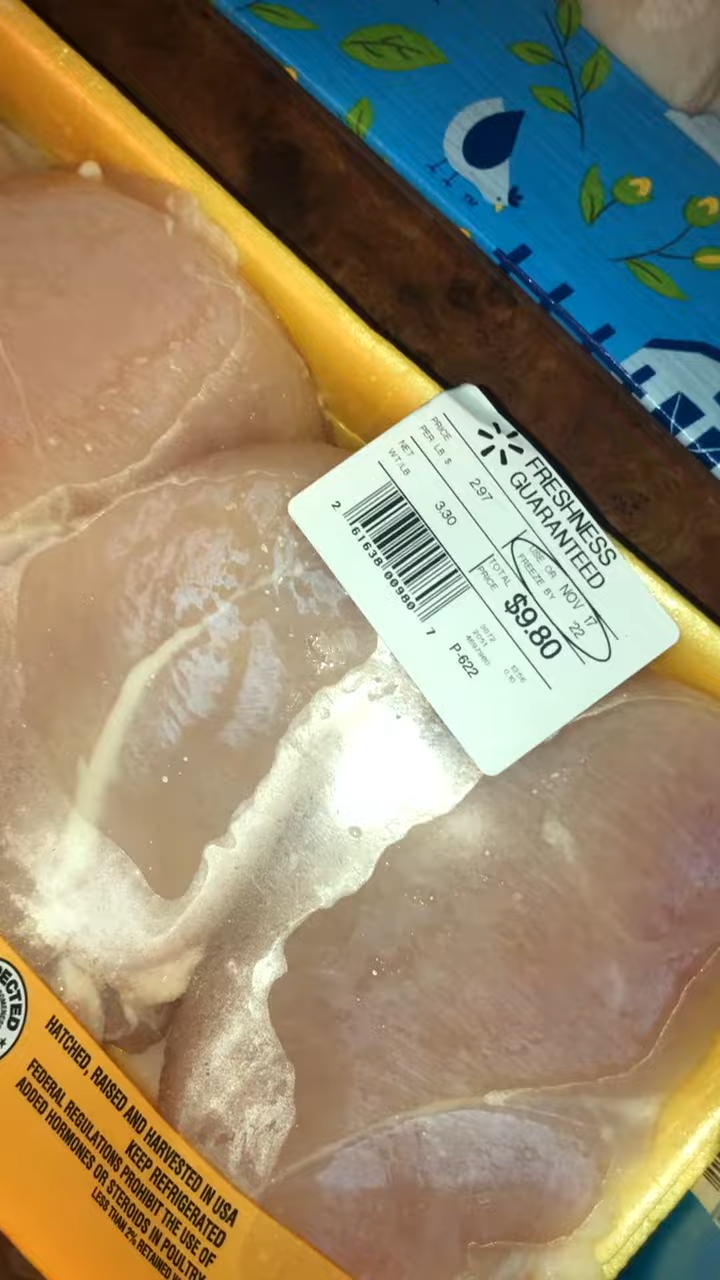 FRESHNESS
GUARANTEED
PRICE
PER LB $
2.97
NET
WT/LB
3.30
USE OR
FREEZE BY
NOV 17
22
TOTAL
PRICE
$9.80
2 61638 00980 7
P-622
HATCHED, RAISED AND HARVESTED IN USA
KEEP REFRIGERATED
FEDERAL REGULATIONS PROHIBIT THE USE OF
ADDED HORMONES OR STEROIDS IN POULTRY
LESS THAN 2% RETAINED